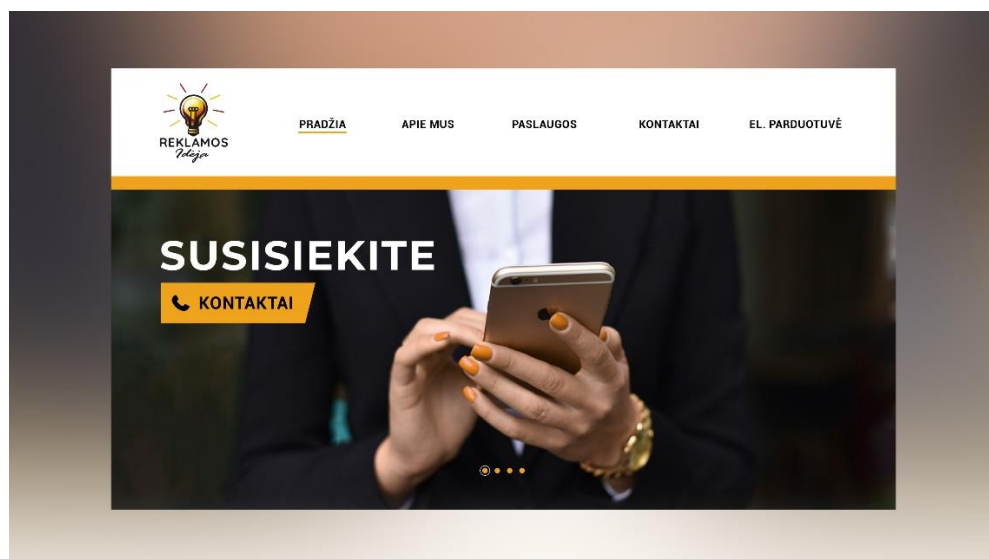 REKLAMOS
Idėja
PRADŽIA
APIE MUS
PASLAUGOS
KONTAKTAI
EL. PARDUOTUVĖ
SUSISIEKITE
KONTAKTAI